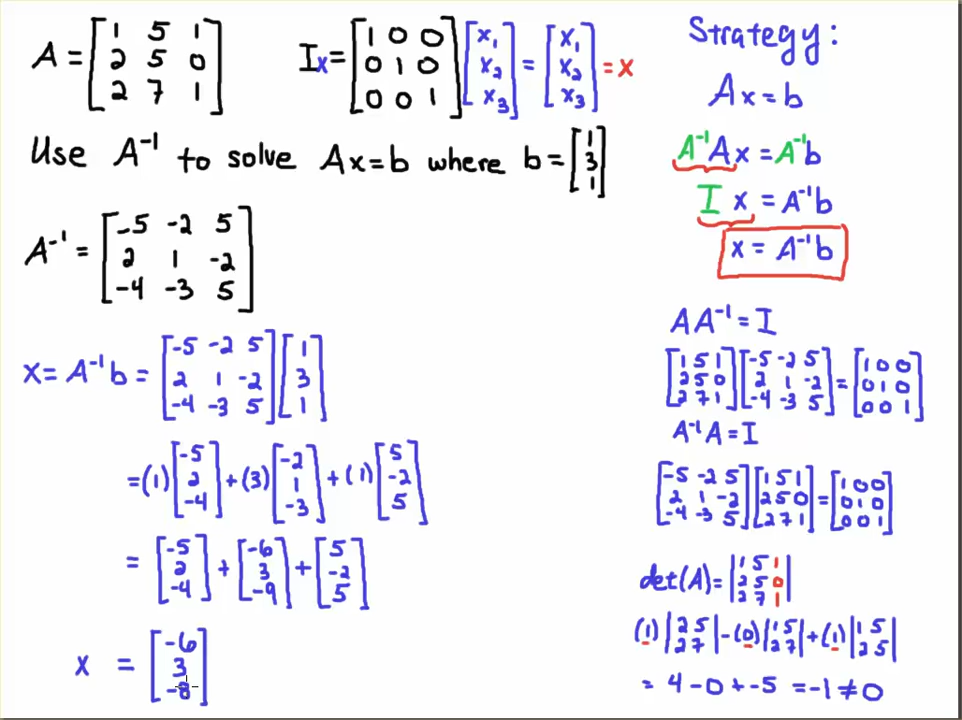 A = [1 5 1; 2 5 0; 2 7 1]
Ix = [1 0 0; 0 1 0; 0 0 1] [x₁; x₂; x₃] = [x₁; x₂; x₃] = x
Use A⁻¹ to solve Ax=b where b = [1; 3; 1]
A⁻¹ = [-5 -2 5; 2 1 -2; -4 -3 5]
x = A⁻¹b = [-5 -2 5; 2 1 -2; -4 -3 5] [1; 3; 1]
= (1)[-5; 2; -4] + (3)[-2; 1; -3] + (1)[5; -2; 5]
= [-5; 2; -4] + [-6; 3; -9] + [5; -2; 5]
x = [-6; 3; -8]
Strategy:
Ax = b
A⁻¹Ax = A⁻¹b
I x = A⁻¹b
x = A⁻¹b
AA⁻¹ = I
[1 5 1; 2 5 0; 2 7 1] [-5 -2 5; 2 1 -2; -4 -3 5] = [1 0 0; 0 1 0; 0 0 1]
A⁻¹A = I
[-5 -2 5; 2 1 -2; -4 -3 5] [1 5 1; 2 5 0; 2 7 1] = [1 0 0; 0 1 0; 0 0 1]
det(A) = |1 5 1; 2 5 0; 2 7 1|
(1)|2 5; 2 7| - (0)|1 5; 2 7| + (1)|1 5; 2 5|
= 4 - 0 + -5 = -1 ≠ 0